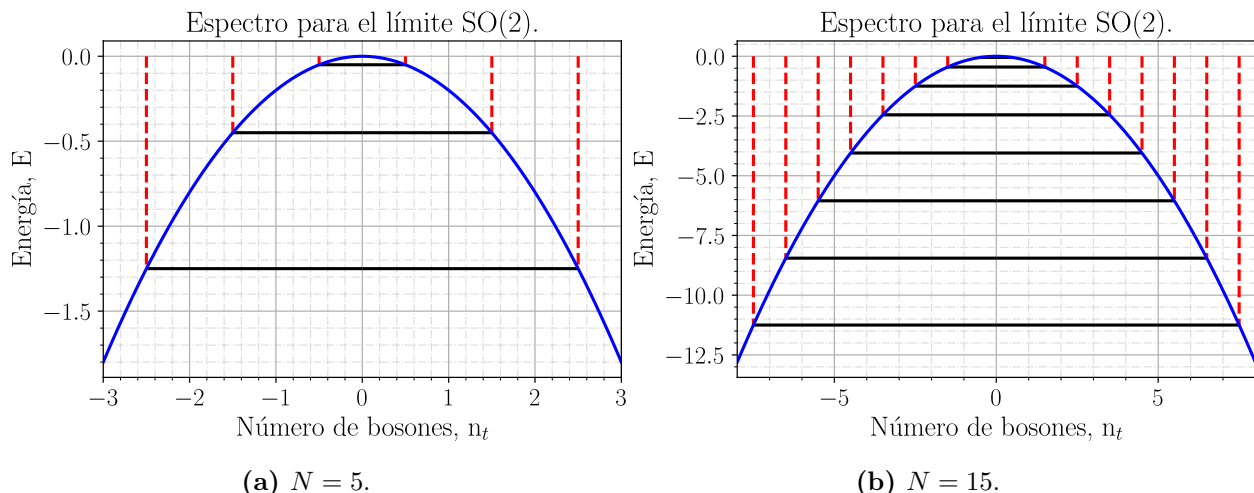 Espectro para el límite SO(2).
Energía, E
0.0
−0.5
−1.0
−1.5
−3
−2
−1
0
1
2
3
Número de bosones, nₜ
(a) N = 5.
Espectro para el límite SO(2).
Energía, E
0.0
−2.5
−5.0
−7.5
−10.0
−12.5
−5
0
5
Número de bosones, nₜ
(b) N = 15.